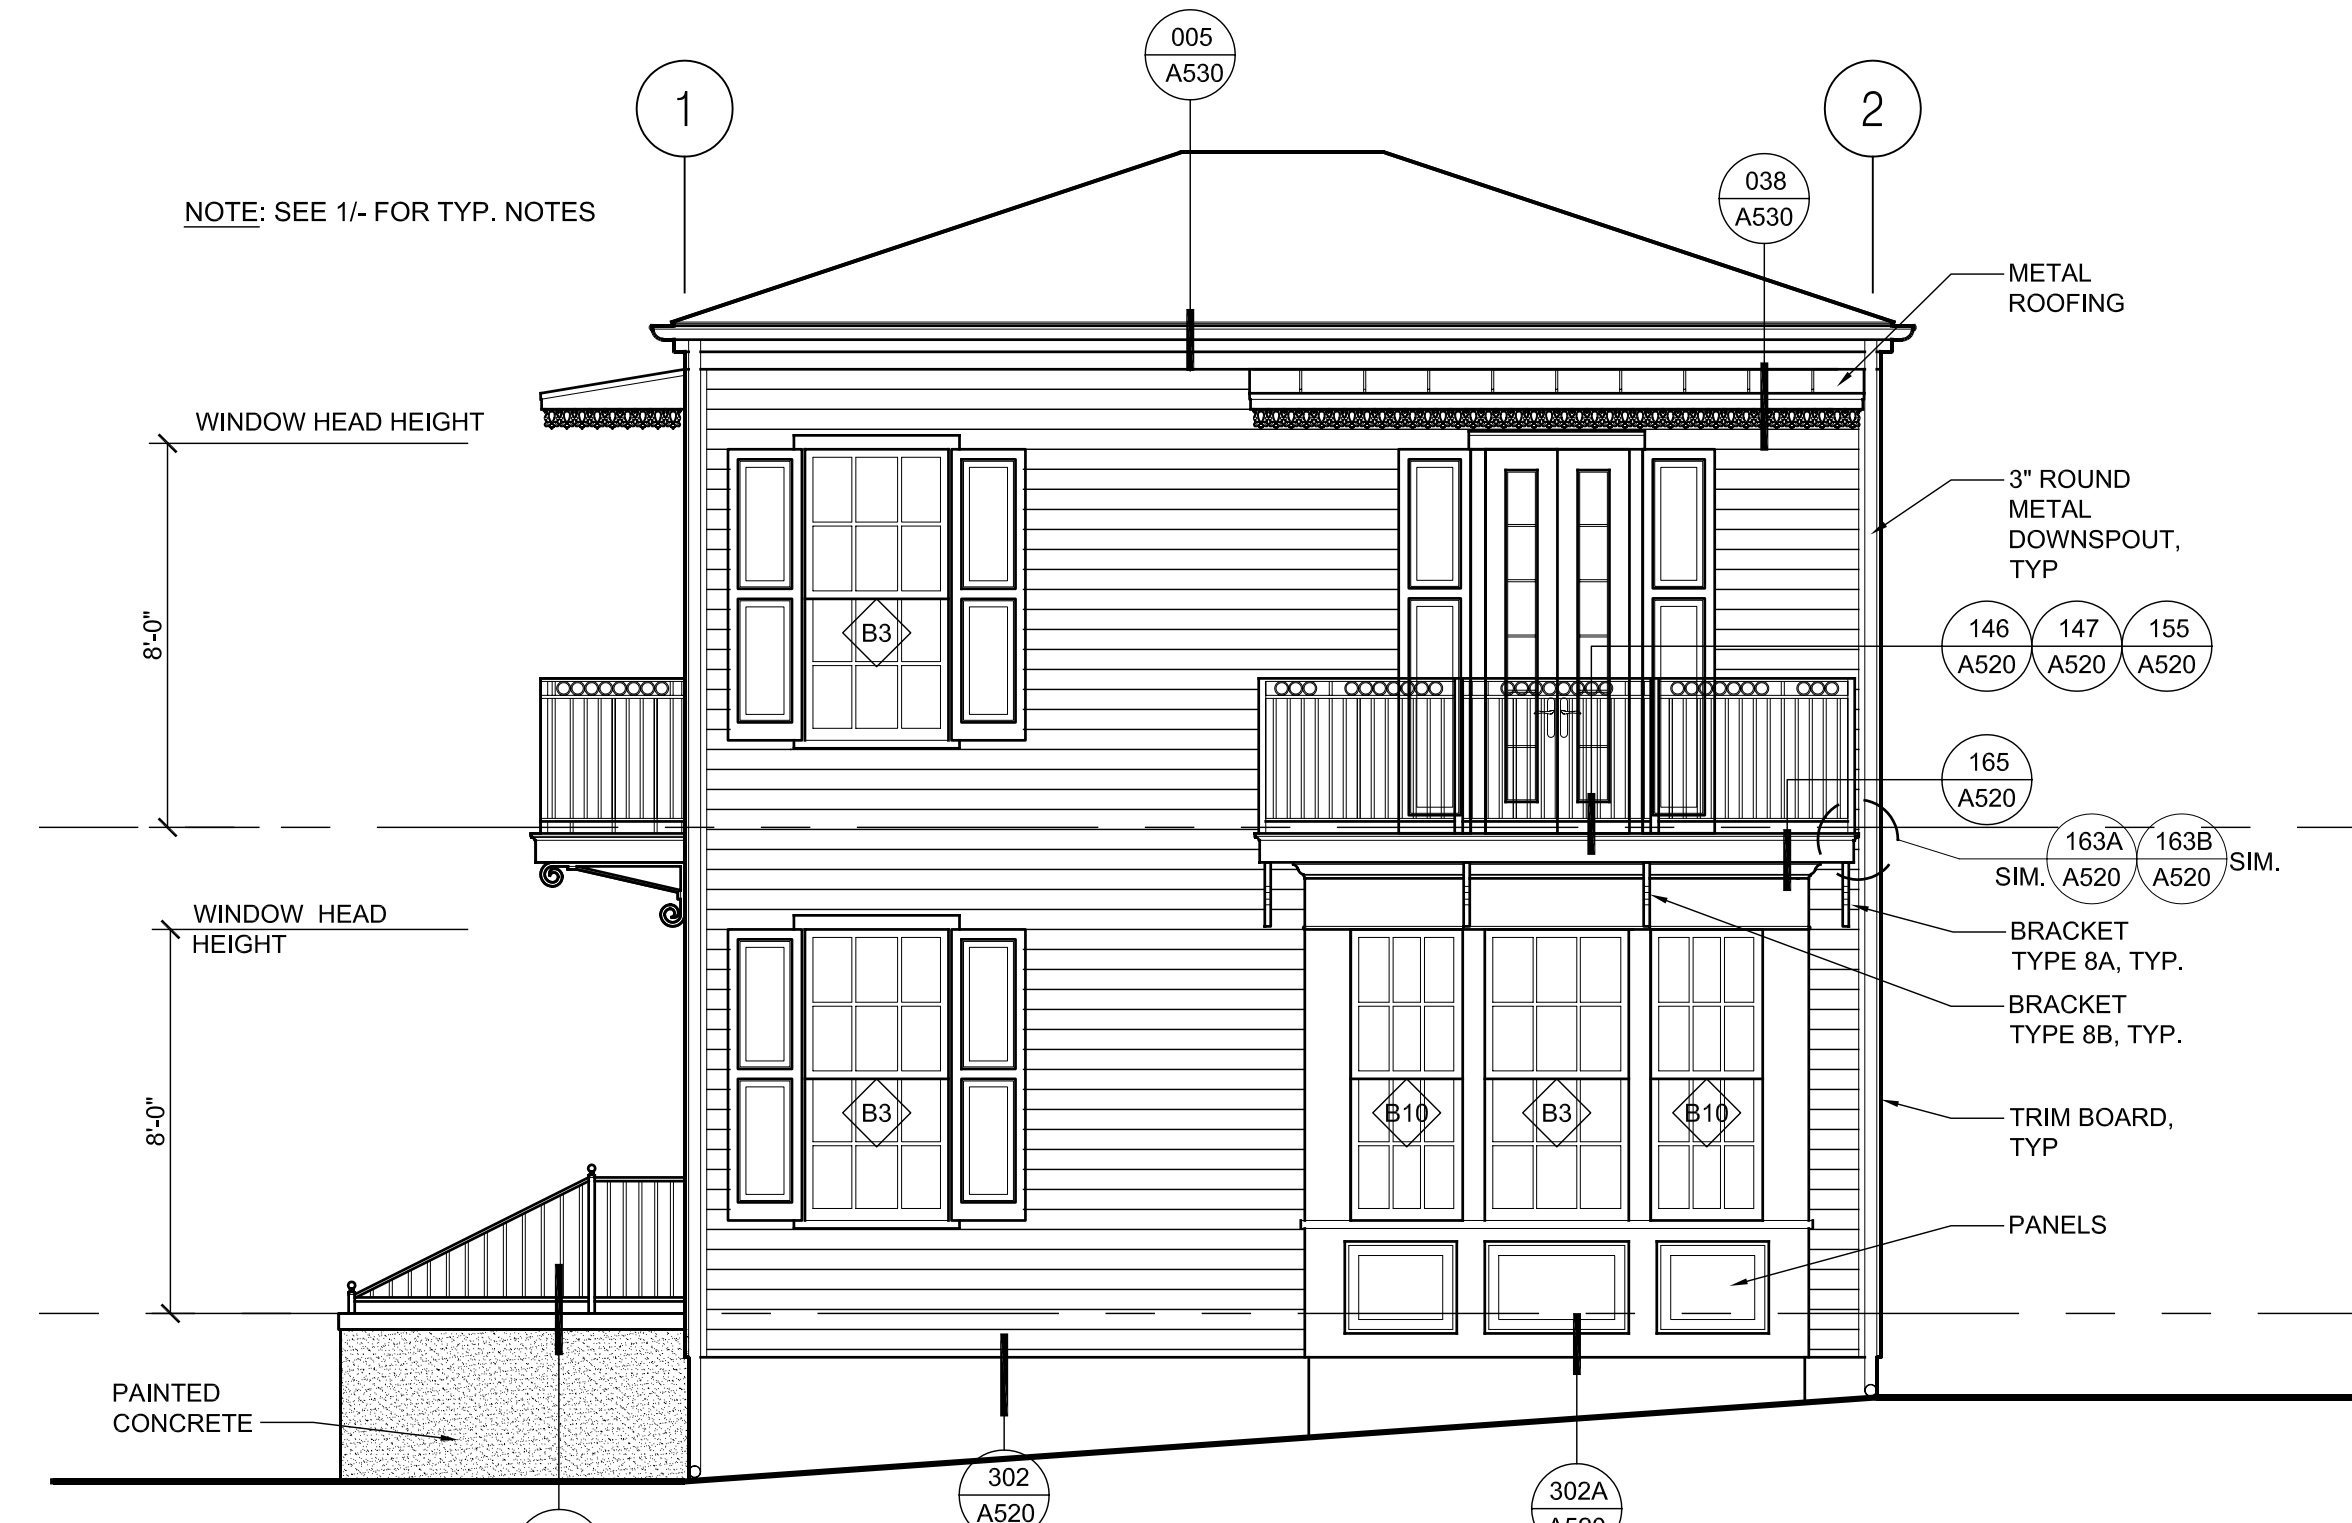 005
A530
1
2
038
A530
NOTE: SEE 1/- FOR TYP. NOTES
METAL
ROOFING
WINDOW HEAD HEIGHT
3" ROUND
METAL
DOWNSPOUT,
TYP
8'-0"
B3
146
A520
147
A520
155
A520
165
A520
SIM.
163A
A520
163B
A520
SIM.
WINDOW HEAD
HEIGHT
BRACKET
TYPE 8A, TYP.
BRACKET
TYPE 8B, TYP.
8'-0"
B3
B10
B3
B10
TRIM BOARD,
TYP
PANELS
PAINTED
CONCRETE
302
A520
302A
A520